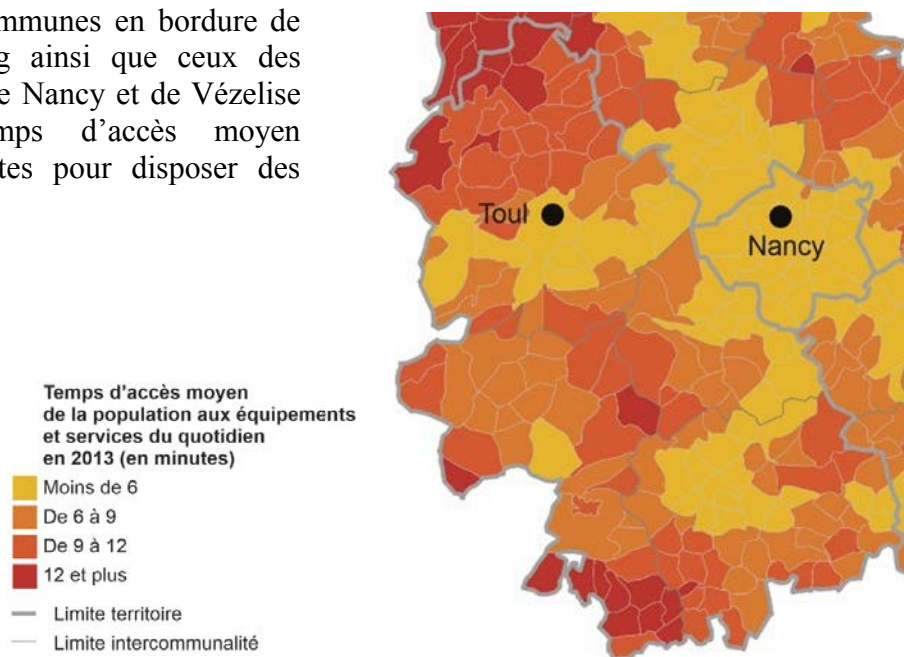 mmunes en bordure de
g ainsi que ceux des
e Nancy et de Vézelise
mps d'accès moyen
tes pour disposer des
Toul
Nancy
Temps d'accès moyen
de la population aux équipements
et services du quotidien
en 2013 (en minutes)
Moins de 6
De 6 à 9
De 9 à 12
12 et plus
Limite territoire
Limite intercommunalité